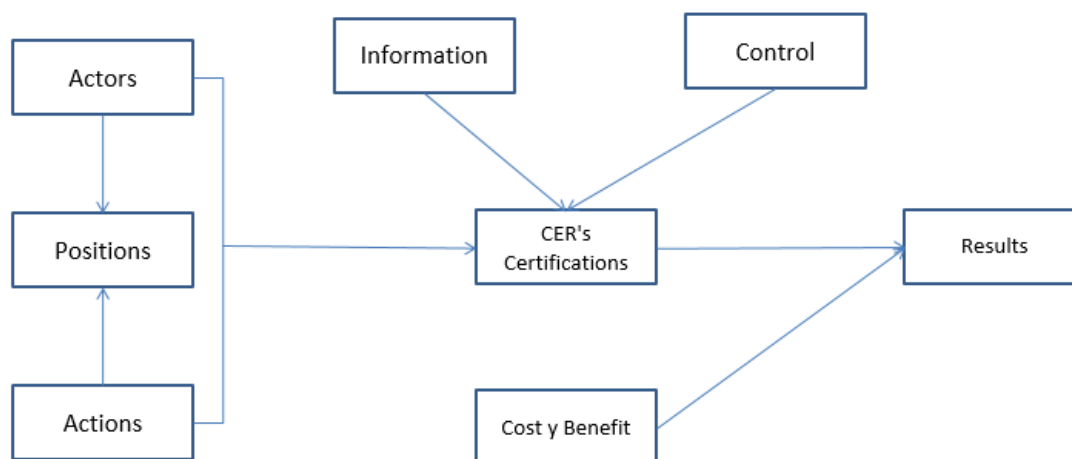 Actors
Information
Control
Positions
CER's
Certifications
Results
Actions
Cost y Benefit